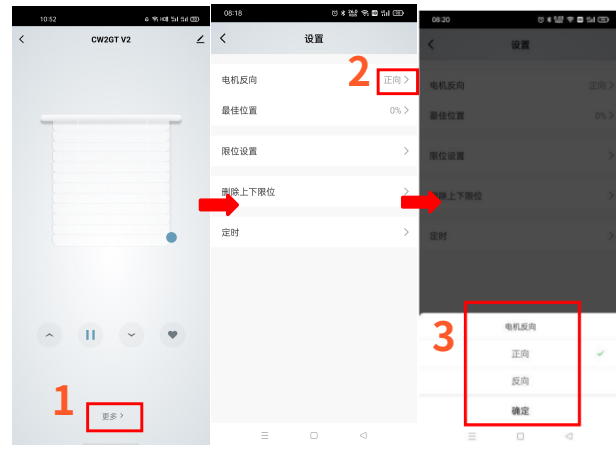 10:52
CW2GT V2
更多
1
08:18
设置
2
电机反向
正向
最佳位置
0%
限位设置
删除上下限位
定时
08:20
设置
电机反向
正向
最佳位置
0%
限位设置
删除上下限位
定时
3
电机反向
正向
反向
确定